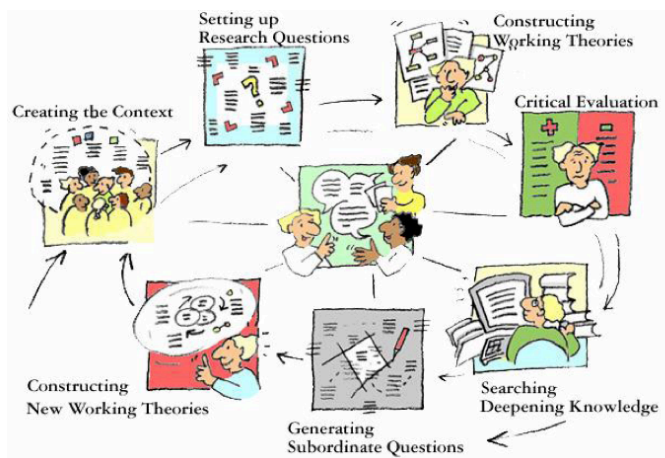 Setting up
Research Questions
Constructing
Working Theories
Creating the Context
Critical Evaluation
Constructing
New Working Theories
Searching
Deepening Knowledge
Generating
Subordinate Questions
?
+
-